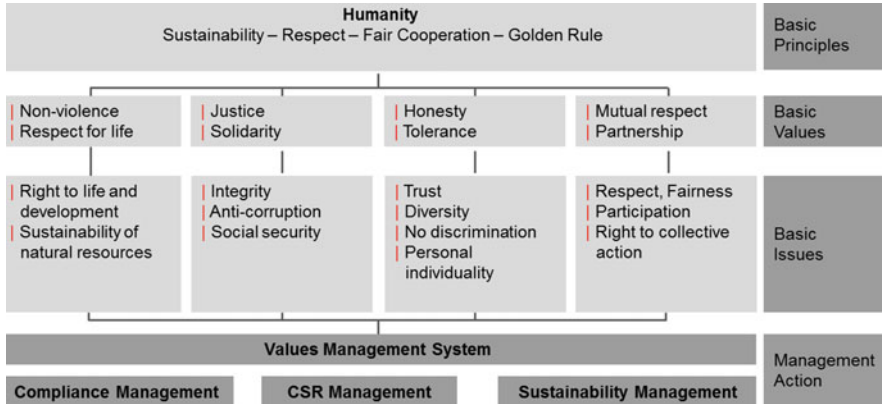 Humanity
Sustainability – Respect – Fair Cooperation – Golden Rule
Basic
Principles
Non-violence
Respect for life
Justice
Solidarity
Honesty
Tolerance
Mutual respect
Partnership
Basic
Values
Right to life and
development
Sustainability of
natural resources
Integrity
Anti-corruption
Social security
Trust
Diversity
No discrimination
Personal
individuality
Respect, Fairness
Participation
Right to collective
action
Basic
Issues
Values Management System
Compliance Management
CSR Management
Sustainability Management
Management
Action